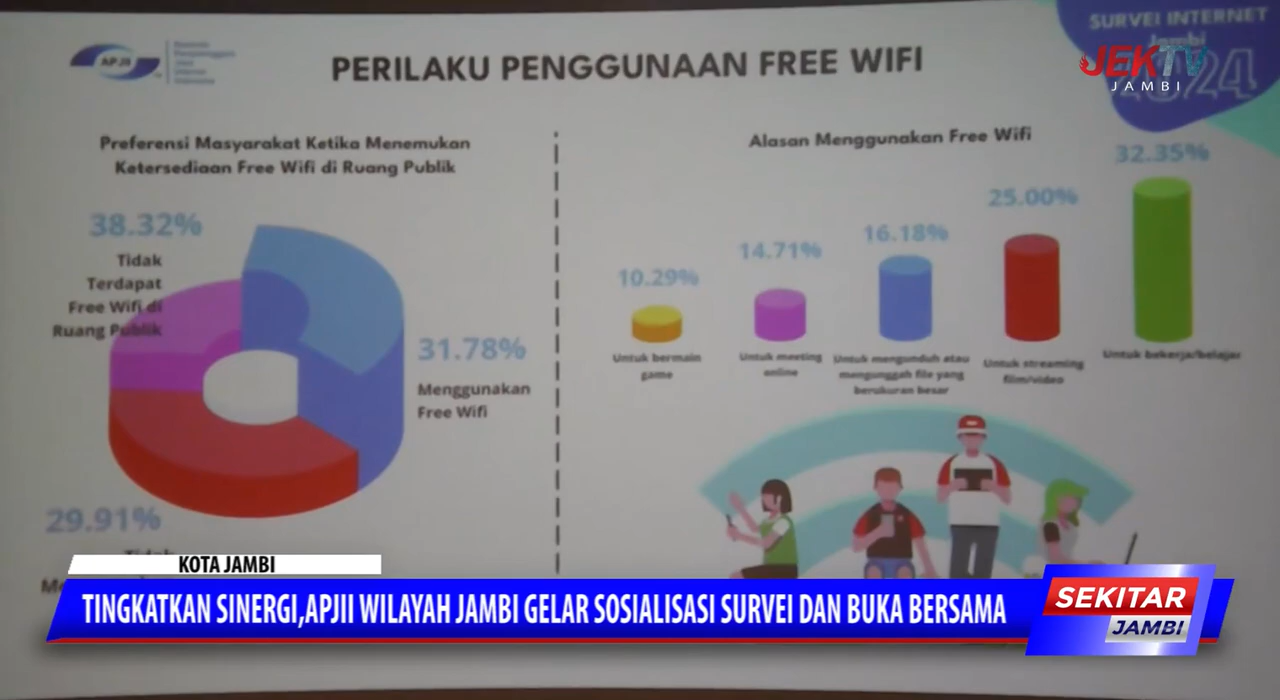 SURVEI INTERNET
Jambi
2024
JEKTV
JAMBI
APJII
PERILAKU PENGGUNAAN FREE WIFI
Preferensi Masyarakat Ketika Menemukan
Ketersediaan Free Wifi di Ruang Publik
38.32%
Tidak
Terdapat
Free Wifi di
Ruang Publik
31.78%
Menggunakan
Free Wifi
29.91%
Tidak
Alasan Menggunakan Free Wifi
10.29%
Untuk bermain
game
14.71%
Untuk meeting
online
16.18%
Untuk mengunduh atau
mengunggah file yang
berukuran besar
25.00%
Untuk streaming
film/video
32.35%
Untuk bekerja/belajar
KOTA JAMBI
TINGKATKAN SINERGI,APJII WILAYAH JAMBI GELAR SOSIALISASI SURVEI DAN BUKA BERSAMA
SEKITAR
JAMBI